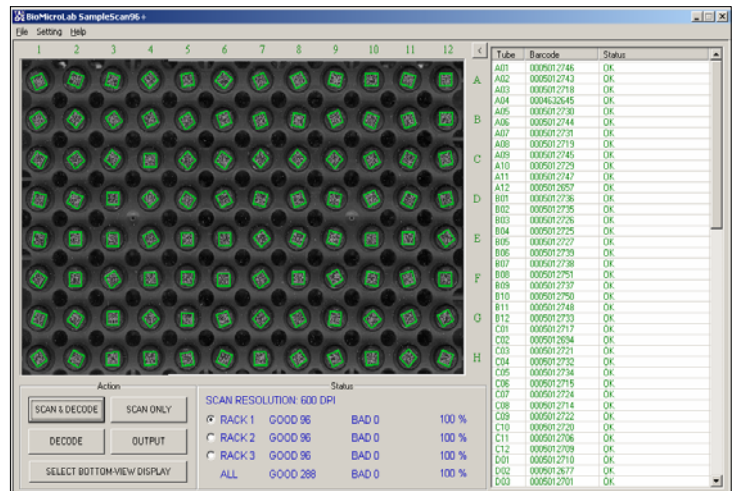 BioMicroLab SampleScan96 +
File Setting Help
1 2 3 4 5 6 7 8 9 10 11 12 <
A
B
C
D
E
F
G
H
Tube Barcode Status
A01 0005012746 OK
A02 0005012743 OK
A03 0005012718 OK
A04 0004632645 OK
A05 0005012730 OK
A06 0005012744 OK
A07 0005012731 OK
A08 0005012719 OK
A09 0005012745 OK
A10 0005012729 OK
A11 0005012747 OK
A12 0005012657 OK
B01 0005012736 OK
B02 0005012735 OK
B03 0005012726 OK
B04 0005012725 OK
B05 0005012727 OK
B06 0005012739 OK
B07 0005012738 OK
B08 0005012751 OK
B09 0005012737 OK
B10 0005012750 OK
B11 0005012748 OK
B12 0005012733 OK
C01 0005012717 OK
C02 0005012694 OK
C03 0005012721 OK
C04 0005012732 OK
C05 0005012734 OK
C06 0005012715 OK
C07 0005012724 OK
C08 0005012714 OK
C09 0005012722 OK
C10 0005012720 OK
C11 0005012706 OK
C12 0005012709 OK
D01 0005012710 OK
D02 0005012677 OK
D03 0005012701 OK
Action
SCAN & DECODE SCAN ONLY
DECODE OUTPUT
SELECT BOTTOM-VIEW DISPLAY
Status
SCAN RESOLUTION: 600 DPI
RACK 1 GOOD 96 BAD 0 100 %
RACK 2 GOOD 96 BAD 0 100 %
RACK 3 GOOD 96 BAD 0 100 %
ALL GOOD 288 BAD 0 100 %